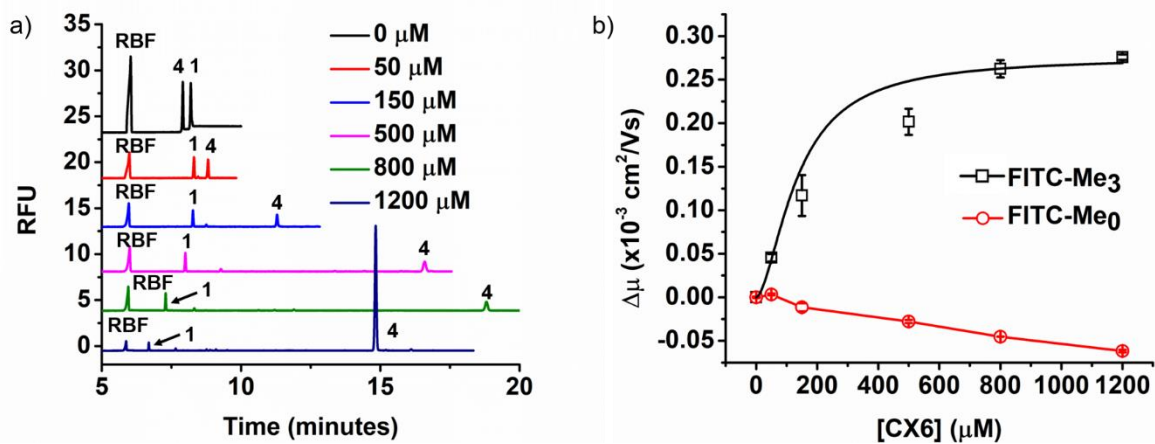 a)
RBF
4 1
0 μM
50 μM
150 μM
500 μM
800 μM
1200 μM
RBF
1 4
RBF
1
4
RBF
1
4
RBF
1
4
RBF
1
4
35
30
25
20
15
10
5
0
RFU
5 10 15 20
Time (minutes)
b)
0.30
0.25
0.20
0.15
0.10
0.05
0.00
-0.05
Δμ (x10⁻³ cm²/Vs)
FITC-Me₃
FITC-Me₀
0 200 400 600 800 1000 1200
[CX6] (μM)